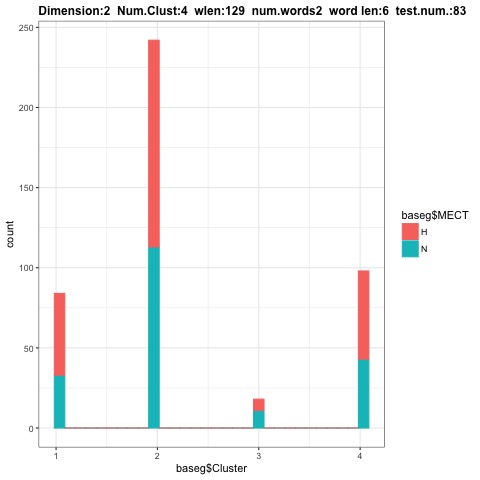 Dimension:2 Num.Clust:4 wlen:129 num.words2 word len:6 test.num.:83
250
200
150
100
50
0
count
1 2 3 4
baseg$Cluster
baseg$MECT
H
N